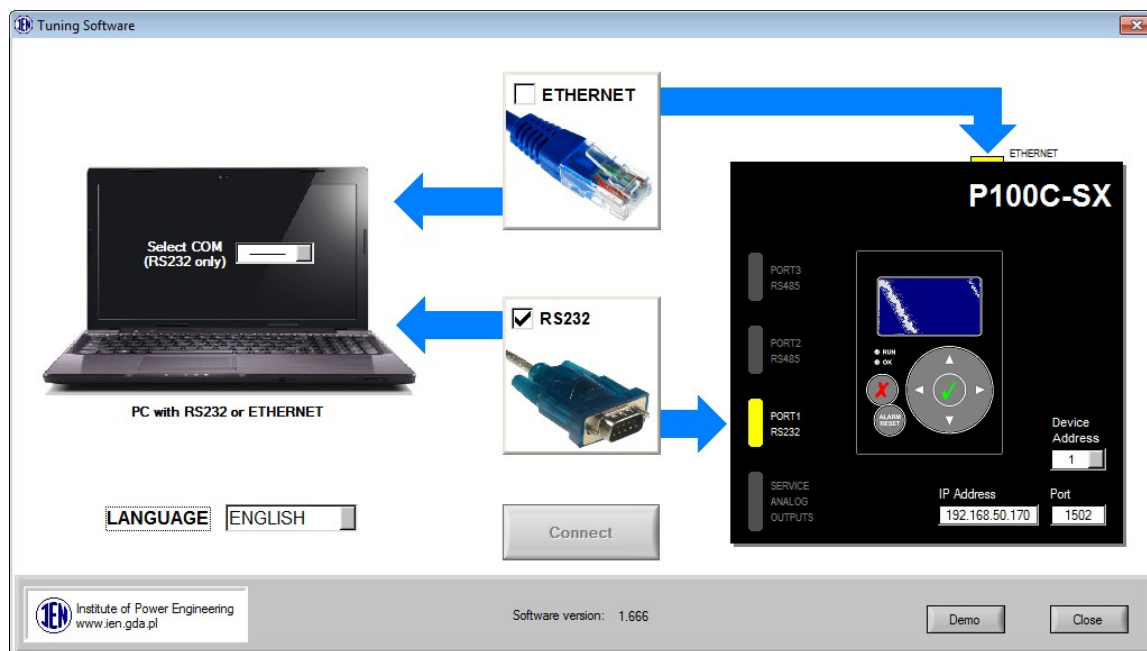 Tuning Software
ETHERNET
ETHERNET
P100C-SX
Select COM
(RS232 only)
PORT3
RS485
RS232
PORT2
RS485
RUN
OK
PC with RS232 or ETHERNET
PORT1
RS232
ALARM
RESET
Device
Address
1
SERVICE
ANALOG
OUTPUTS
IP Address
Port
192.168.50.170
1502
LANGUAGE
ENGLISH
Connect
IEN
Institute of Power Engineering
www.ien.gda.pl
Software version: 1.666
Demo
Close